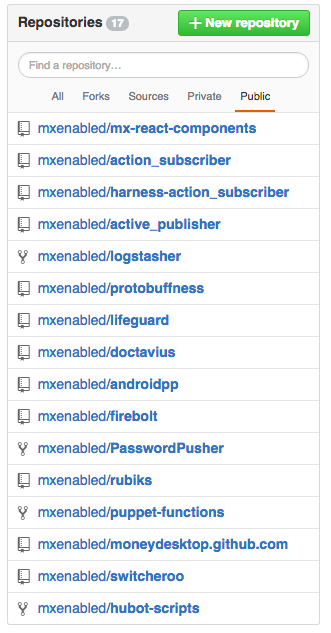 Repositories 17 + New repository
Find a repository...
All Forks Sources Private Public
mxenabled/mx-react-components
mxenabled/action_subscriber
mxenabled/harness-action_subscriber
mxenabled/active_publisher
mxenabled/logstasher
mxenabled/protobuffness
mxenabled/lifeguard
mxenabled/doctavius
mxenabled/androidpp
mxenabled/firebolt
mxenabled/PasswordPusher
mxenabled/rubiks
mxenabled/puppet-functions
mxenabled/moneydesktop.github.com
mxenabled/switcheroo
mxenabled/hubot-scripts